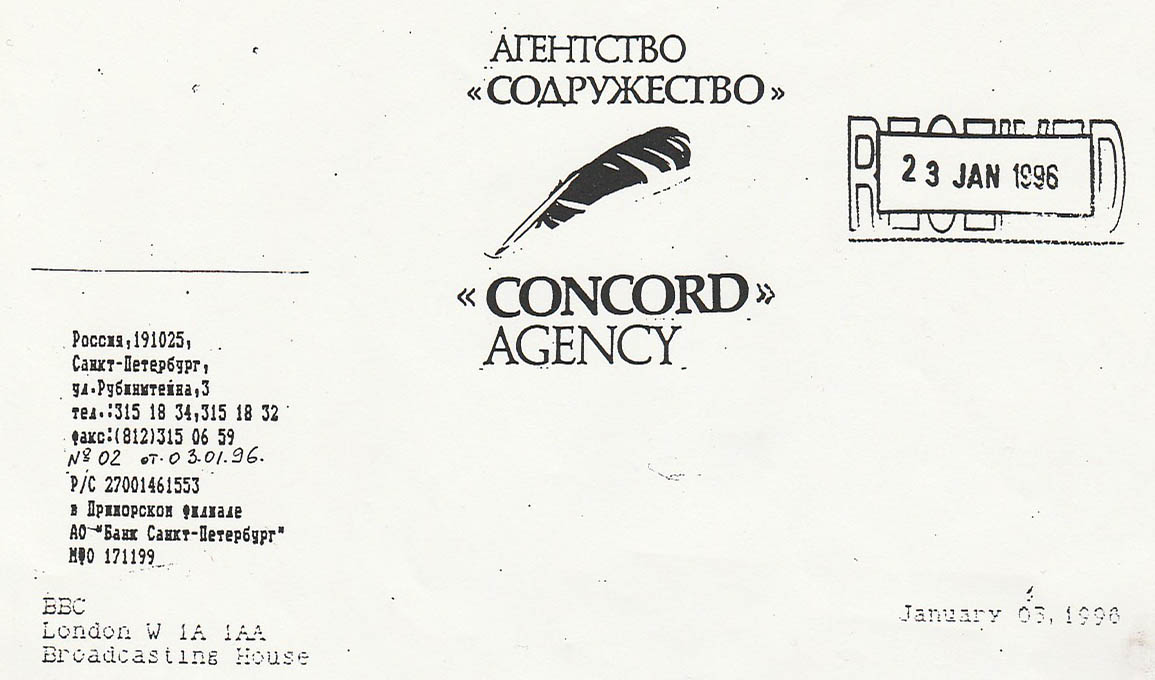 АГЕНТСТВО
«СОДРУЖЕСТВО»
23 JAN 1996
«CONCORD»
AGENCY
Россия,191025,
Санкт-Петербург,
ул.Рубинштейна,3
тел.:315 18 34,315 18 32
факс:(812)315 06 59
№ 02 от. 03.01.96.
Р/С 27001461553
в Приморском филиале
АО "Банк Санкт-Петербург"
МФО 171199
BBC
London W 1A 1AA
Broadcasting House
January 03,1996